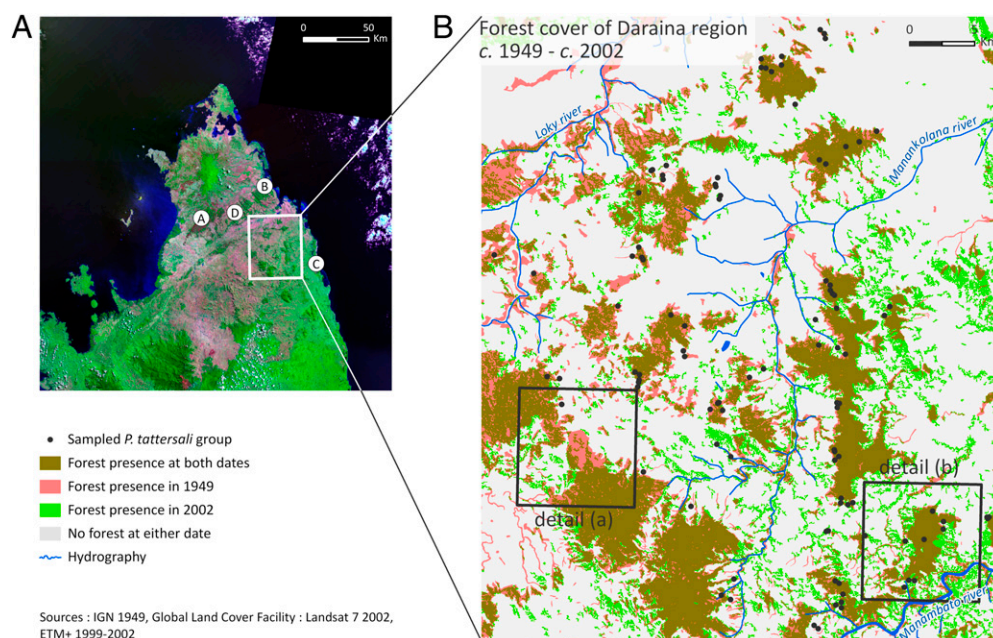 A
50
Km
A
B
C
D
Sampled P. tattersali group
Forest presence at both dates
Forest presence in 1949
Forest presence in 2002
No forest at either date
Hydrography
Sources : IGN 1949, Global Land Cover Facility : Landsat 7 2002,
ETM+ 1999-2002
B
Forest cover of Daraina region
c. 1949 - c. 2002
0 5
Km
Loky river
Manankolana river
detail (a)
detail (b)
Manambato river